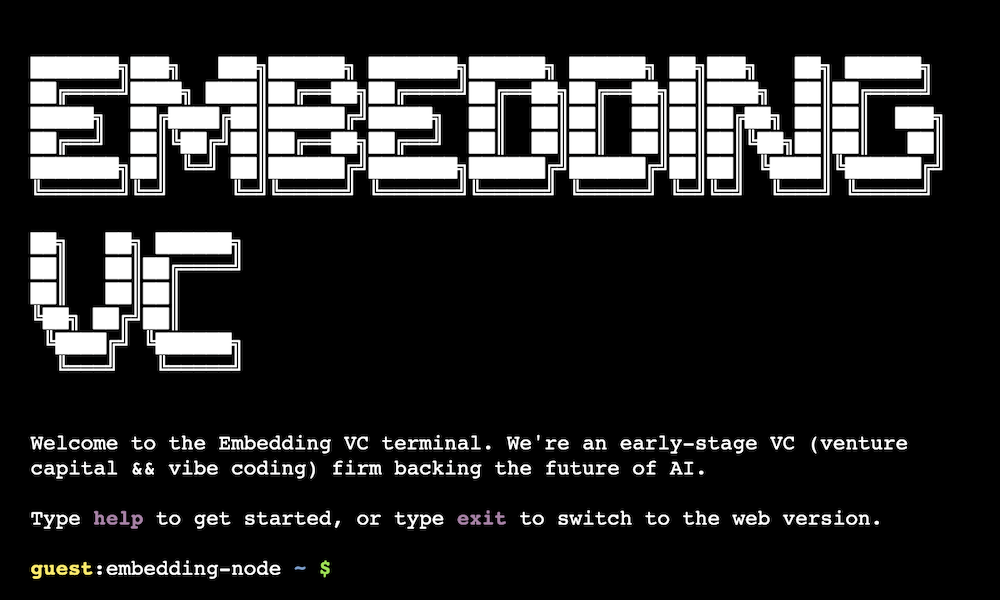 EMBEDDING
VC
Welcome to the Embedding VC terminal. We're an early-stage VC (venture
capital && vibe coding) firm backing the future of AI.
Type help to get started, or type exit to switch to the web version.
guest:embedding-node ~ $